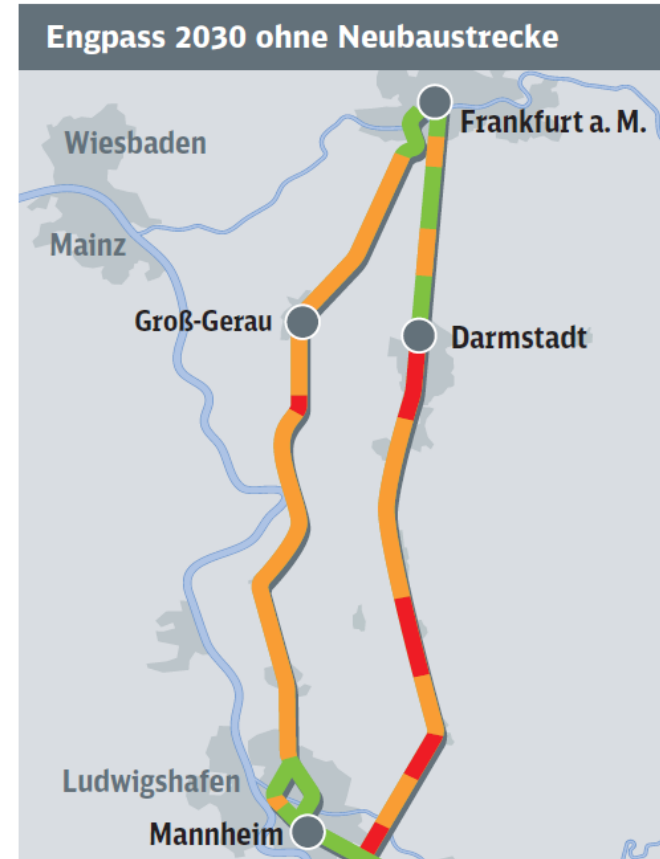 Engpass 2030 ohne Neubaustrecke
Frankfurt a. M.
Wiesbaden
Mainz
Groß-Gerau
Darmstadt
Ludwigshafen
Mannheim